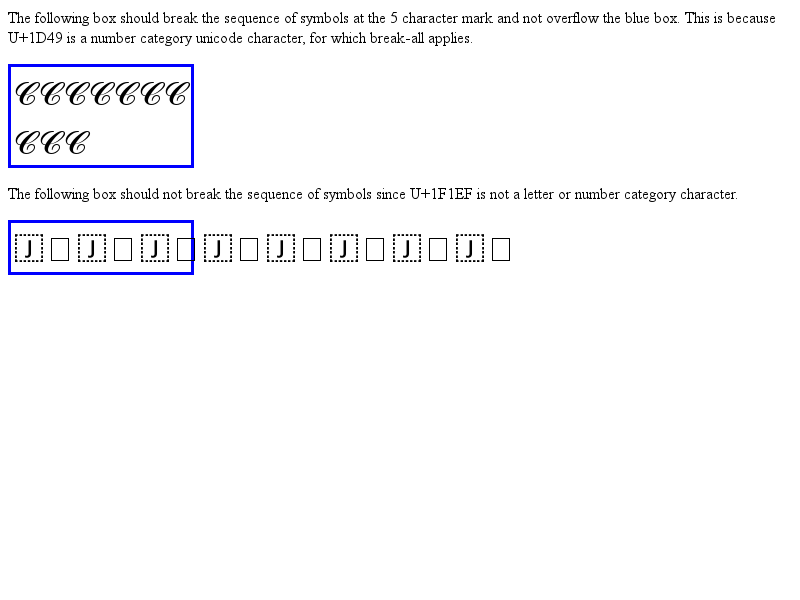 The following box should break the sequence of symbols at the 5 character mark and not overflow the blue box. This is because
U+1D49 is a number category unicode character, for which break-all applies.
𝒞𝒞𝒞𝒞𝒞𝒞𝒞
𝒞𝒞𝒞
The following box should not break the sequence of symbols since U+1F1EF is not a letter or number category character.
🇯 □ 🇯 □ 🇯 □ 🇯 □ 🇯 □ 🇯 □ 🇯 □ 🇯 □